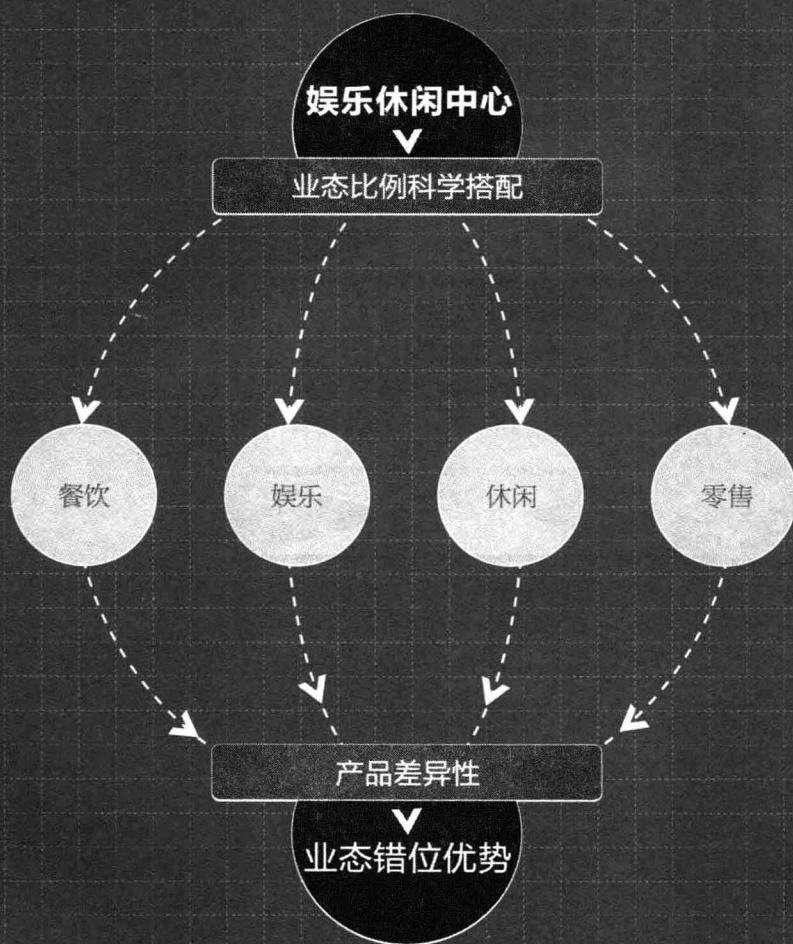 娱乐休闲中心
业态比例科学搭配
餐饮
娱乐
休闲
零售
产品差异性
业态错位优势